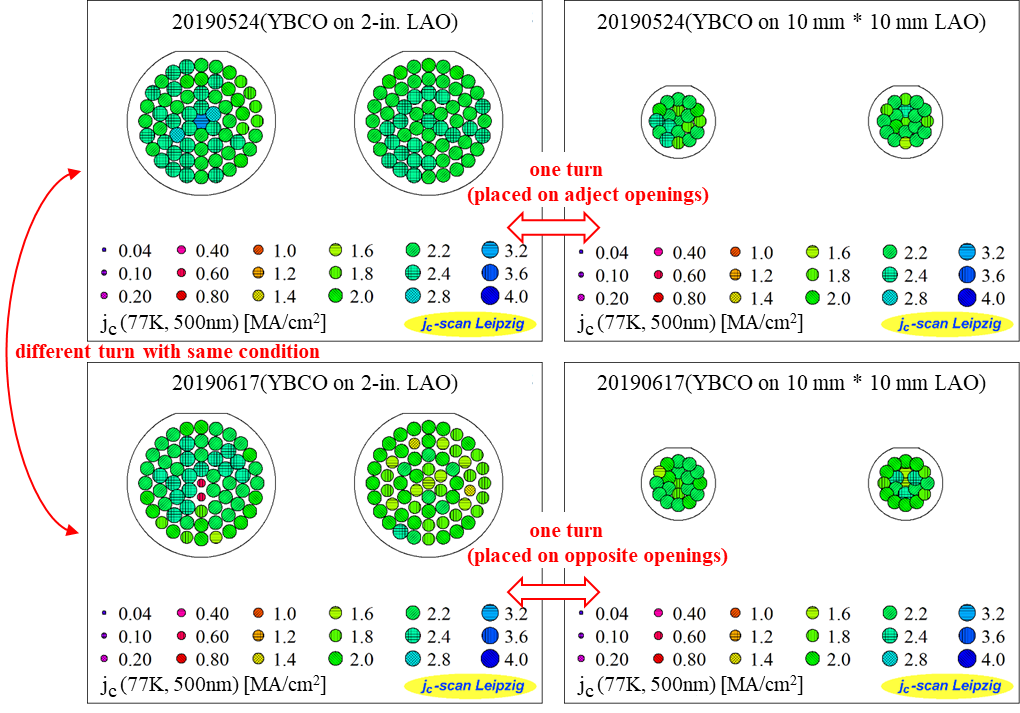 20190524(YBCO on 2-in. LAO)
20190524(YBCO on 10 mm * 10 mm LAO)
one turn
(placed on adject openings)
0.04 0.40 1.0 1.6 2.2 3.2
0.10 0.60 1.2 1.8 2.4 3.6
0.20 0.80 1.4 2.0 2.8 4.0
jc (77K, 500nm) [MA/cm²]
jc-scan Leipzig
0.04 0.40 1.0 1.6 2.2 3.2
0.10 0.60 1.2 1.8 2.4 3.6
0.20 0.80 1.4 2.0 2.8 4.0
jc (77K, 500nm) [MA/cm²]
jc-scan Leipzig
different turn with same condition
20190617(YBCO on 2-in. LAO)
20190617(YBCO on 10 mm * 10 mm LAO)
one turn
(placed on opposite openings)
0.04 0.40 1.0 1.6 2.2 3.2
0.10 0.60 1.2 1.8 2.4 3.6
0.20 0.80 1.4 2.0 2.8 4.0
jc (77K, 500nm) [MA/cm²]
jc-scan Leipzig
0.04 0.40 1.0 1.6 2.2 3.2
0.10 0.60 1.2 1.8 2.4 3.6
0.20 0.80 1.4 2.0 2.8 4.0
jc (77K, 500nm) [MA/cm²]
jc-scan Leipzig